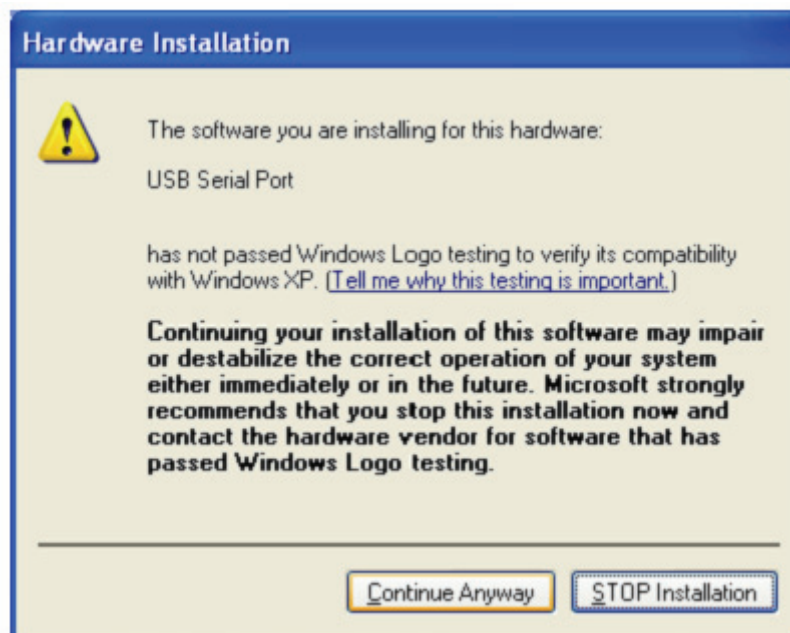 Hardware Installation
The software you are installing for this hardware:
USB Serial Port
has not passed Windows Logo testing to verify its compatibility
with Windows XP. (Tell me why this testing is important.)
Continuing your installation of this software may impair
or destabilize the correct operation of your system
either immediately or in the future. Microsoft strongly
recommends that you stop this installation now and
contact the hardware vendor for software that has
passed Windows Logo testing.
Continue Anyway
STOP Installation